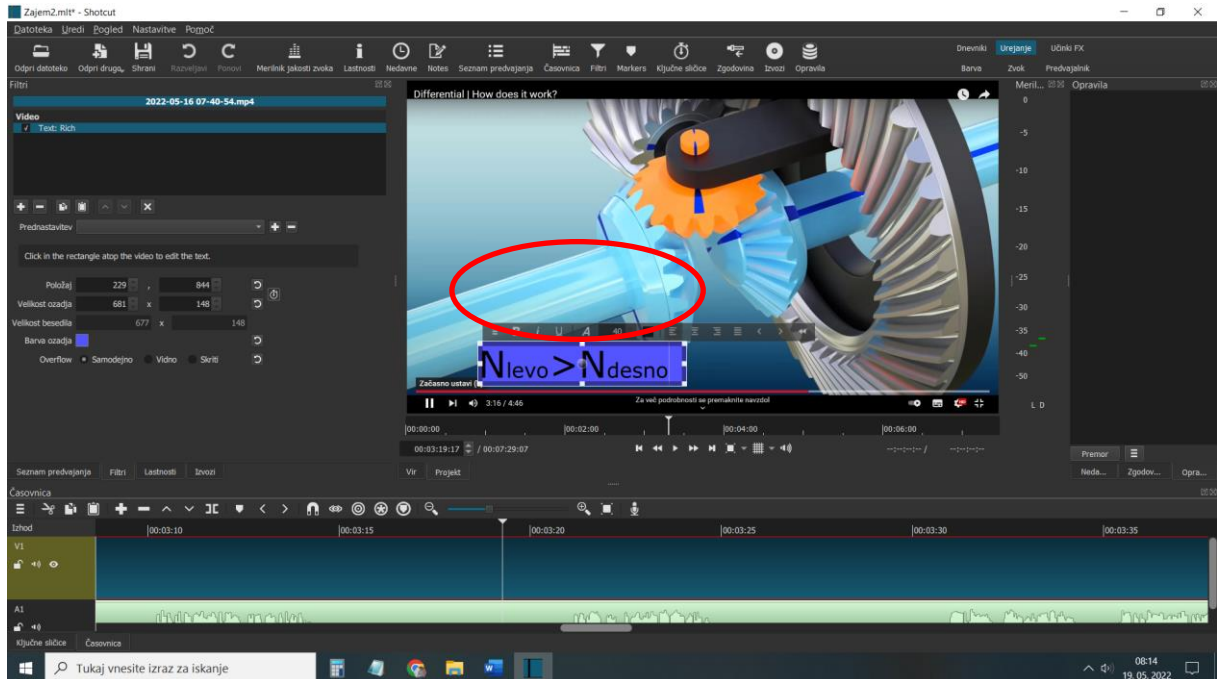 Zajem2.mlt* - Shotcut
Datoteka Uredi Pogled Nastavitve Pomoč
Odpri datoteko Odpri drugo Shrani Razveljavi Ponovi Merilnik jakosti zvoka Lastnosti Nedavne Notes Seznam predvajanja Časovnica Filtri Markers Ključne sličice Zgodovina Izvozi Opravila
Dnevniki Urejanje Učinki FX
Barva Zvok Predvajalnik
Filtri
2022-05-16 07-40-54.mp4
Video
Text: Rich
Prednastavitev
Click in the rectangle atop the video to edit the text.
Položaj 229 , 844
Velikost ozadja 681 x 148
Velikost besedila 677 x 148
Barva ozadja
Overflow Samodejno Vidno Skriti
Seznam predvajanja Filtri Lastnosti Izvozi
Differential | How does it work?
B i U A 40
Nlevo>Ndesno
Začasno ustavi
3:16 / 4:46
Za več podrobnosti se premaknite navzdol
00:00:00 00:02:00 00:04:00 00:06:00
00:03:19:17 / 00:07:29:07 --:--:--:-- / --:--:--:--
Vir Projekt
Meril...
0
-5
-10
-15
-20
-25
-30
-35
-40
-50
L D
Opravila
Premor
Neda... Zgodov... Opra...
Časovnica
Izhod
00:03:10 00:03:15 00:03:20 00:03:25 00:03:30 00:03:35
V1
A1
Ključne sličice Časovnica
Tukaj vnesite izraz za iskanje
08:14
19. 05. 2022